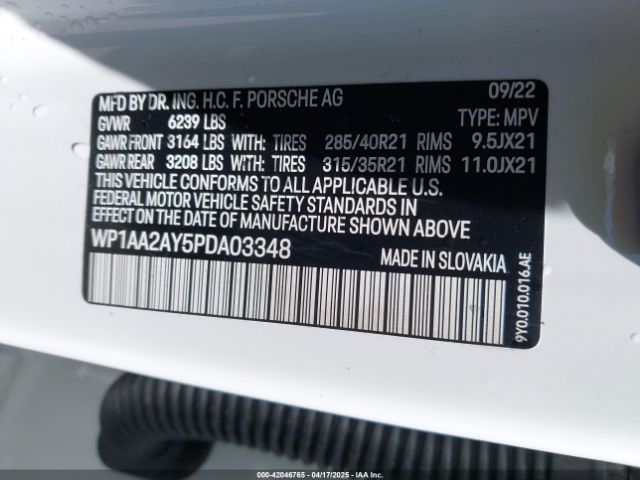 MFD BY DR. ING. H.C. F. PORSCHE AG 09/22
GVWR 6239 LBS TYPE: MPV
GAWR FRONT 3164 LBS WITH: TIRES 285/40R21 RIMS 9.5JX21
GAWR REAR 3208 LBS WITH: TIRES 315/35R21 RIMS 11.0JX21
THIS VEHICLE CONFORMS TO ALL APPLICABLE U.S.
FEDERAL MOTOR VEHICLE SAFETY STANDARDS IN
EFFECT ON THE DATE OF MANUFACTURE SHOWN ABOVE
WP1AA2AY5PDA03348 MADE IN SLOVAKIA
9Y0.010.016.AE
000-42046765 - 04/17/2025 - IAAI, Inc.